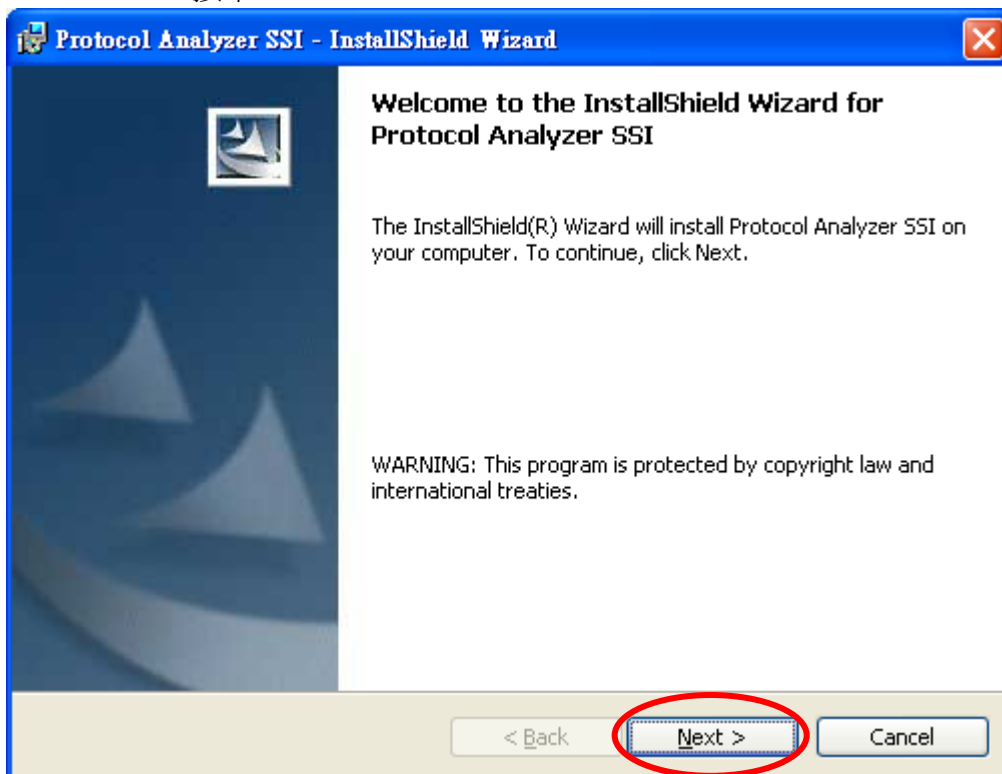 Protocol Analyzer SSI - InstallShield Wizard
Welcome to the InstallShield Wizard for
Protocol Analyzer SSI
The InstallShield(R) Wizard will install Protocol Analyzer SSI on
your computer. To continue, click Next.
WARNING: This program is protected by copyright law and
international treaties.
< Back
Next >
Cancel